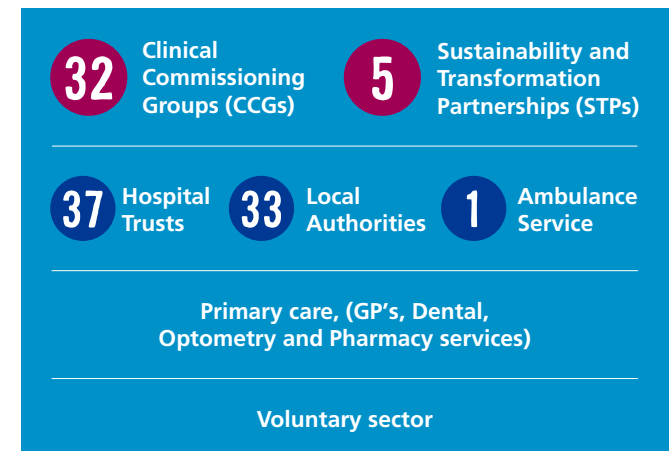 32
Clinical
Commissioning
Groups (CCGs)
5
Sustainability and
Transformation
Partnerships (STPs)
37
Hospital
Trusts
33
Local
Authorities
1
Ambulance
Service
Primary care, (GP's, Dental,
Optometry and Pharmacy services)
Voluntary sector